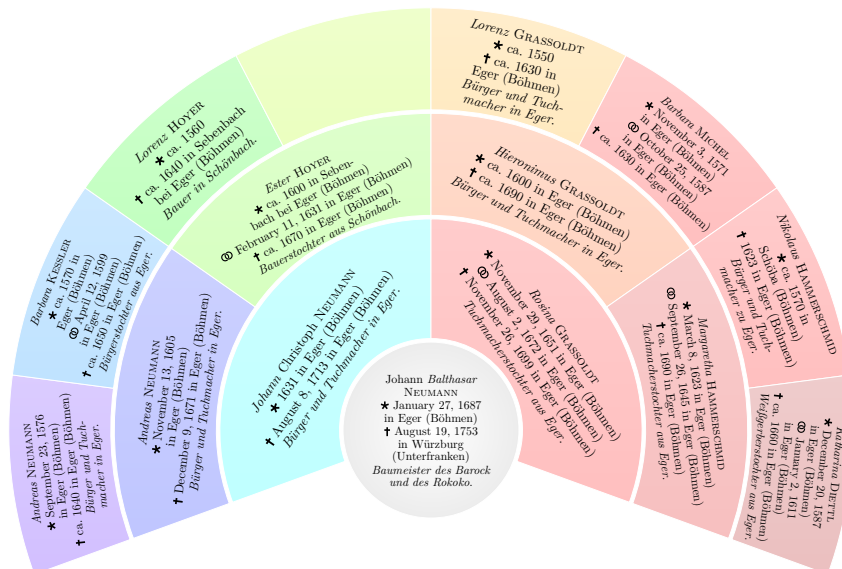 Johann Balthasar
NEUMANN
★ January 27, 1687
in Eger (Böhmen)
✝ August 19, 1753
in Würzburg
(Unterfranken)
Baumeister des Barock
und des Rokoko.
Johann Christoph NEUMANN
★ 1631 in Eger (Böhmen)
✝ August 8, 1713 in Eger (Böhmen)
Bürger und Tuchmacher in Eger.
Rosina GRASSOLDT
★ November 29, 1651 in Eger (Böhmen)
⚭ August 2, 1672 in Eger (Böhmen)
✝ November 26, 1699 in Eger (Böhmen)
Tuchmacherstochter aus Eger.
Andreas NEUMANN
★ November 13, 1605
in Eger (Böhmen)
✝ December 9, 1671 in Eger (Böhmen)
Bürger und Tuchmacher in Eger.
Ester HOYER
★ ca. 1600 in Seben-
bach bei Eger (Böhmen)
⚭ February 11, 1631 in Eger (Böhmen)
✝ ca. 1670 in Eger (Böhmen)
Bauerstochter aus Schönbach.
Hieronimus GRASSOLDT
★ ca. 1600 in Eger (Böhmen)
✝ ca. 1690 in Eger (Böhmen)
Bürger und Tuchmacher in Eger.
Margaretha HAMMERSCHMID
★ March 8, 1623 in Eger (Böhmen)
⚭ September 26, 1645 in Eger (Böhmen)
✝ ca. 1690 in Eger (Böhmen)
Tuchmacherstochter aus Eger.
Andreas NEUMANN
★ September 23, 1576
in Eger (Böhmen)
✝ ca. 1640 in Eger (Böhmen)
Bürger und Tuch-
macher in Eger.
Barbara KESSLER
★ ca. 1570 in
Eger (Böhmen)
⚭ April 12, 1599
in Eger (Böhmen)
✝ ca. 1650 in Eger (Böhmen)
Bürgerstochter aus Eger.
Lorenz HOYER
★ ca. 1560
✝ ca. 1640 in Sebenbach
bei Eger (Böhmen)
Bauer in Schönbach.
Lorenz GRASSOLDT
★ ca. 1550
✝ ca. 1630 in
Eger (Böhmen)
Bürger und Tuch-
macher in Eger.
Barbara MICHEL
★ November 3, 1571
in Eger (Böhmen)
⚭ October 25, 1587
in Eger (Böhmen)
✝ ca. 1630 in Eger (Böhmen)
Nikolaus HAMMERSCHMID
★ ca. 1570 in
Schöba (Böhmen)
✝ 1623 in Eger (Böhmen)
Bürger und Tuch-
macher zu Eger.
Katharina DIETTL
★ December 20, 1587
in Eger (Böhmen)
⚭ January 2, 1611
in Eger (Böhmen)
✝ ca. 1660 in Eger (Böhmen)
Weißgerberstochter aus Eger.